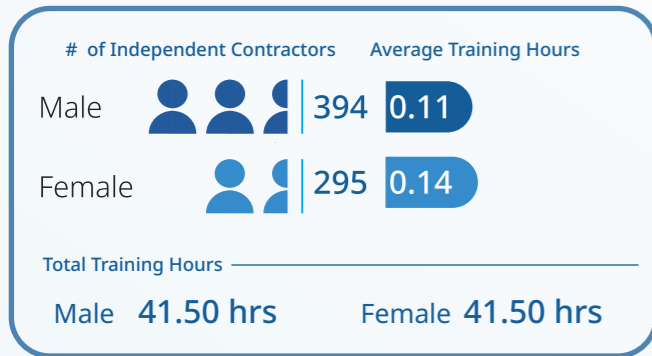 # of Independent Contractors Average Training Hours
Male 394 0.11
Female 295 0.14
Total Training Hours
Male 41.50 hrs Female 41.50 hrs